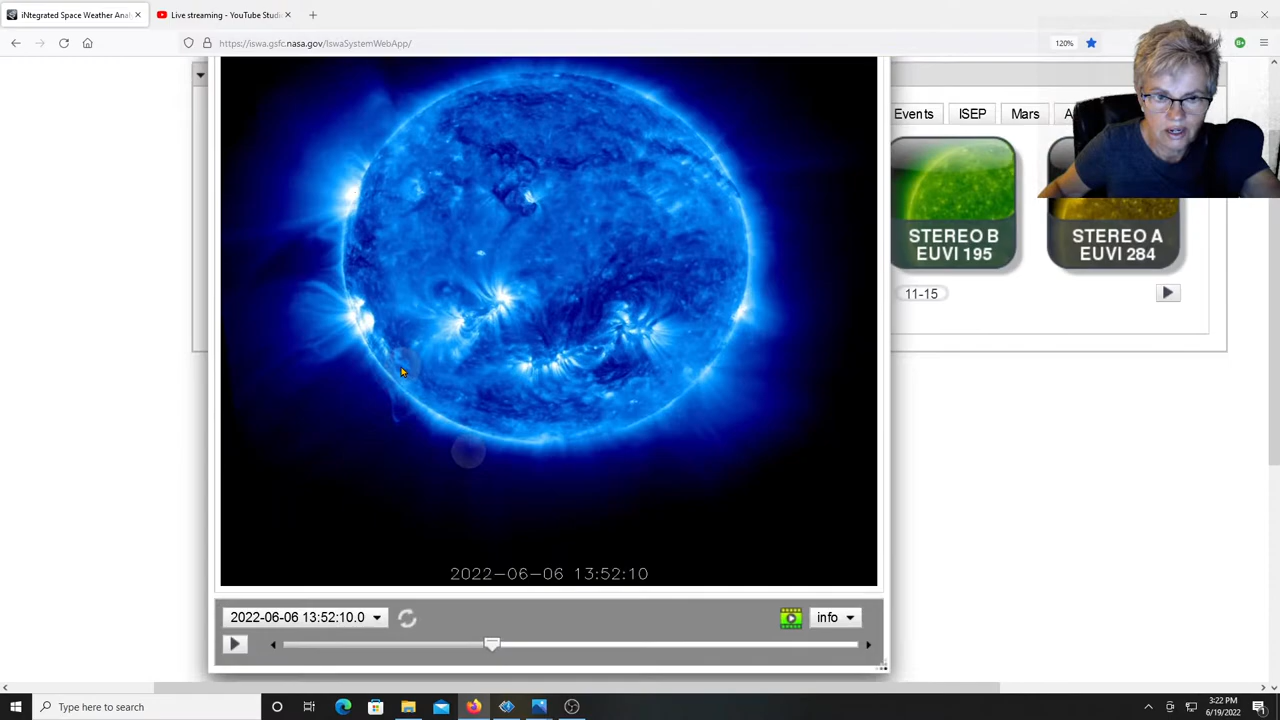 iNtegrated Space Weather Ana
Live streaming - YouTube Studi
https://iswa.gsfc.nasa.gov/IswaSystemWebApp/
120%
Events
ISEP
Mars
A
STEREO B
EUVI 195
STEREO A
EUVI 284
11-15
2022-06-06 13:52:10
2022-06-06 13:52:10.0
info
Type here to search
3:22 PM
6/19/2022
1